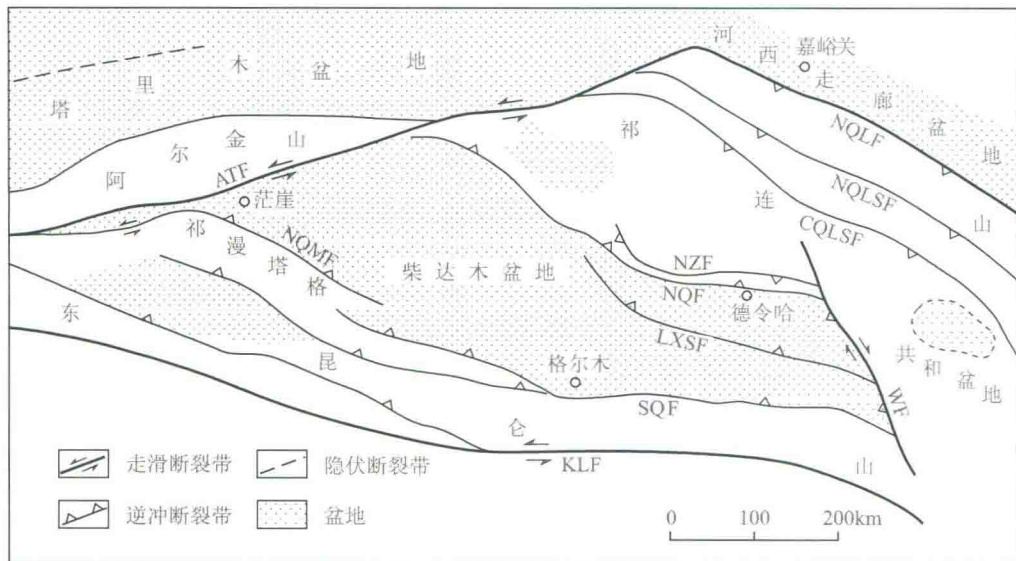 塔里木盆地
河西走廊盆地
嘉峪关
阿尔金山
ATF
茫崖
祁连山
NQLF
NQLSF
CQLSF
祁漫塔格
NQMF
柴达木盆地
NZF
NQF
德令哈
LXSF
共和盆地
WF
东昆仑山
格尔木
SQF
KLF
走滑断裂带
隐伏断裂带
逆冲断裂带
盆地
0 100 200km